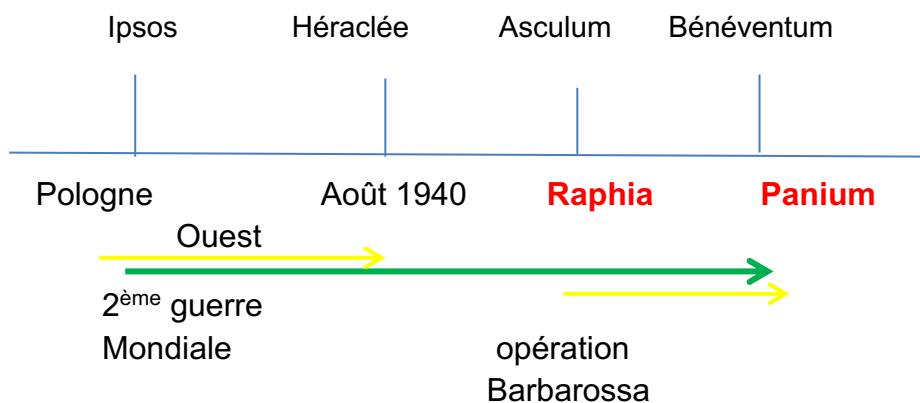 Ipsos Héraclée Asculum Bénéventum
Pologne Août 1940 Raphia Panium
Ouest
2ème guerre
Mondiale opération
Barbarossa